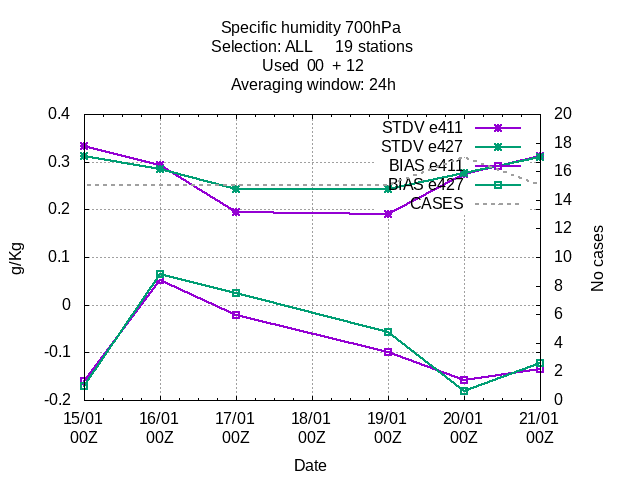 Specific humidity 700hPa
Selection: ALL 19 stations
Used 00 + 12
Averaging window: 24h
0.4
0.3
0.2
0.1
0
-0.1
-0.2
g/Kg
20
18
16
14
12
10
8
6
4
2
0
No cases
STDV e411
STDV e427
BIAS e411
BIAS e427
CASES
15/01 16/01 17/01 18/01 19/01 20/01 21/01
00Z 00Z 00Z 00Z 00Z 00Z 00Z
Date